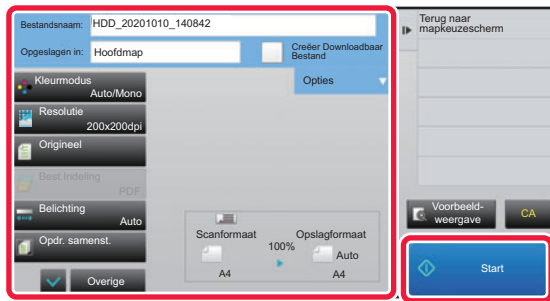 Bestandsnaam: HDD_20201010_140842
Opgeslagen in: Hoofdmap
Creëer Downloadbaar
Bestand
Opties
Kleurmodus
Auto/Mono
Resolutie
200x200dpi
Origineel
Best.Indeling
PDF
Belichting
Auto
Opdr. samenst.
Overige
Scanformaat
A4
100%
Opslagformaat
Auto
A4
Terug naar
mapkeuzescherm
Voorbeeld-
weergave
CA
Start